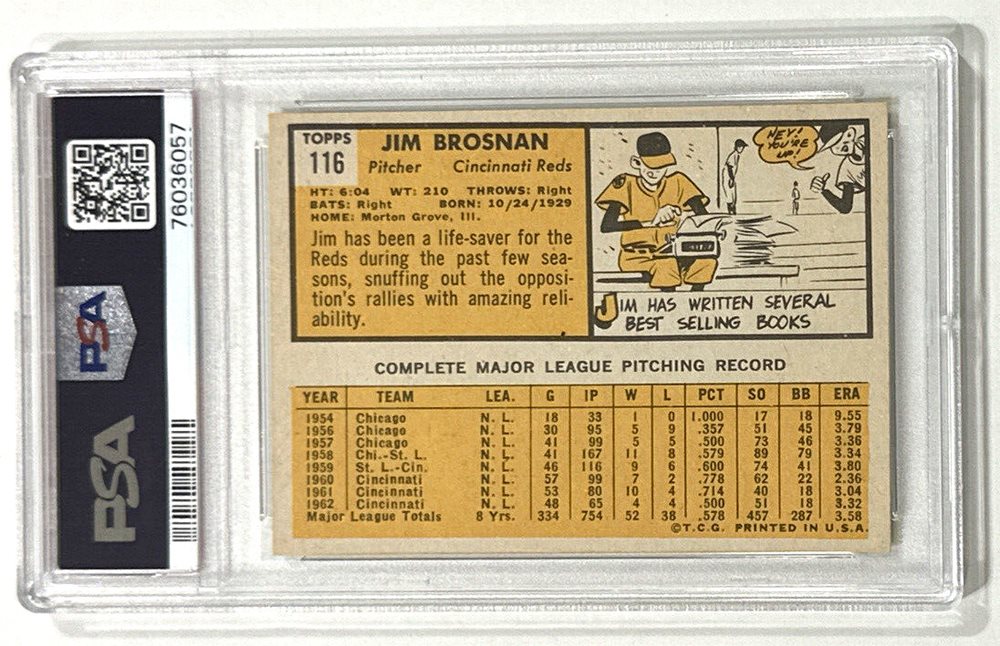 76036057
PSA
PSA
TOPPS
116
JIM BROSNAN
Pitcher Cincinnati Reds
HT: 6:04 WT: 210 THROWS: Right
BATS: Right BORN: 10/24/1929
HOME: Morton Grove, Ill.
Jim has been a life-saver for the
Reds during the past few sea-
sons, snuffing out the opposi-
tion's rallies with amazing reli-
ability.
HEY!
YOU'RE
UP!
JIM HAS WRITTEN SEVERAL
BEST SELLING BOOKS
COMPLETE MAJOR LEAGUE PITCHING RECORD
YEAR TEAM LEA. G IP W L PCT SO BB ERA
1954 Chicago N. L. 18 33 1 0 1.000 17 18 9.55
1956 Chicago N. L. 30 95 5 9 .357 51 45 3.79
1957 Chicago N. L. 41 99 5 5 .500 73 46 3.36
1958 Chi.-St. L. N. L. 41 167 11 8 .579 89 79 3.34
1959 St. L.-Cin. N. L. 46 116 9 6 .600 74 41 3.80
1960 Cincinnati N. L. 57 99 7 2 .778 62 22 2.36
1961 Cincinnati N. L. 53 80 10 4 .714 40 18 3.04
1962 Cincinnati N. L. 48 65 4 4 .500 51 18 3.32
Major League Totals 8 Yrs. 334 754 52 38 .578 457 287 3.58
©T.C.G. PRINTED IN U.S.A.